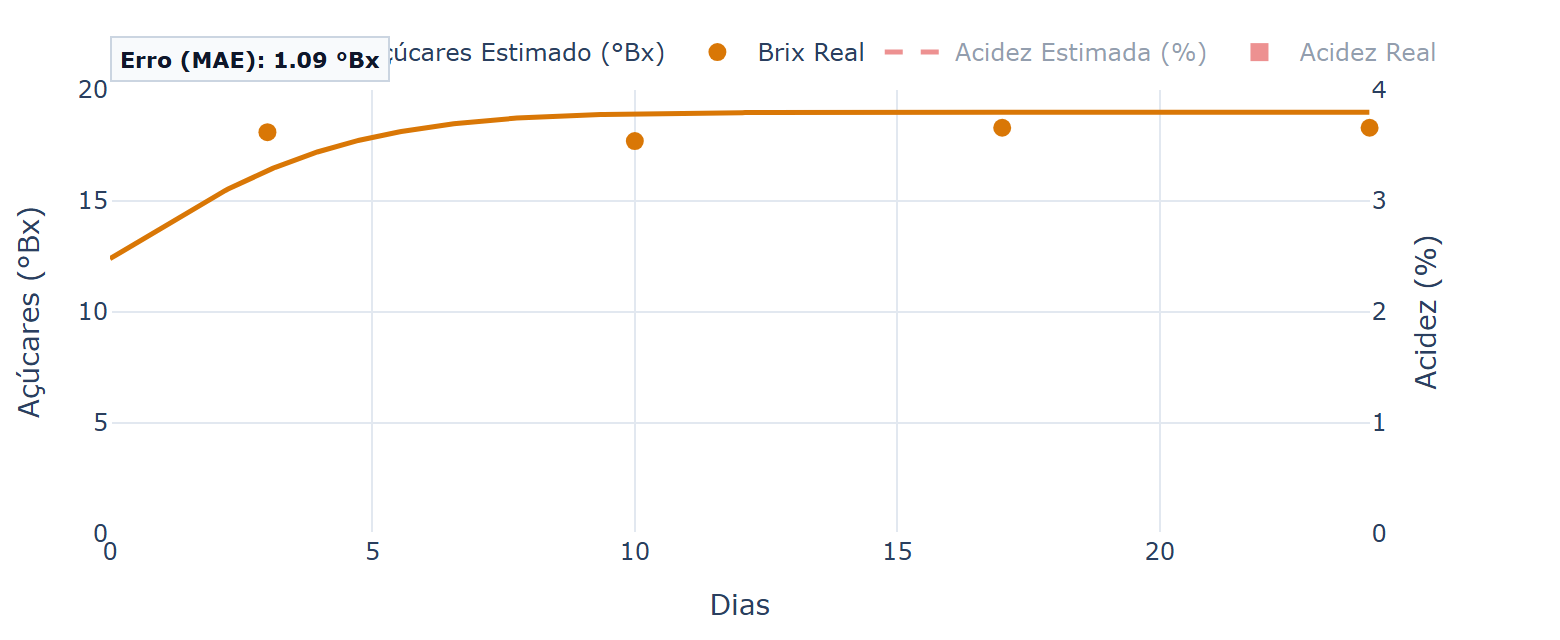 Erro (MAE): 1.09 °Bx
çúcares Estimado (°Bx)
Brix Real
Acidez Estimada (%)
Acidez Real
20
15
10
5
0
Açúcares (°Bx)
4
3
2
1
0
Acidez (%)
0
5
10
15
20
Dias